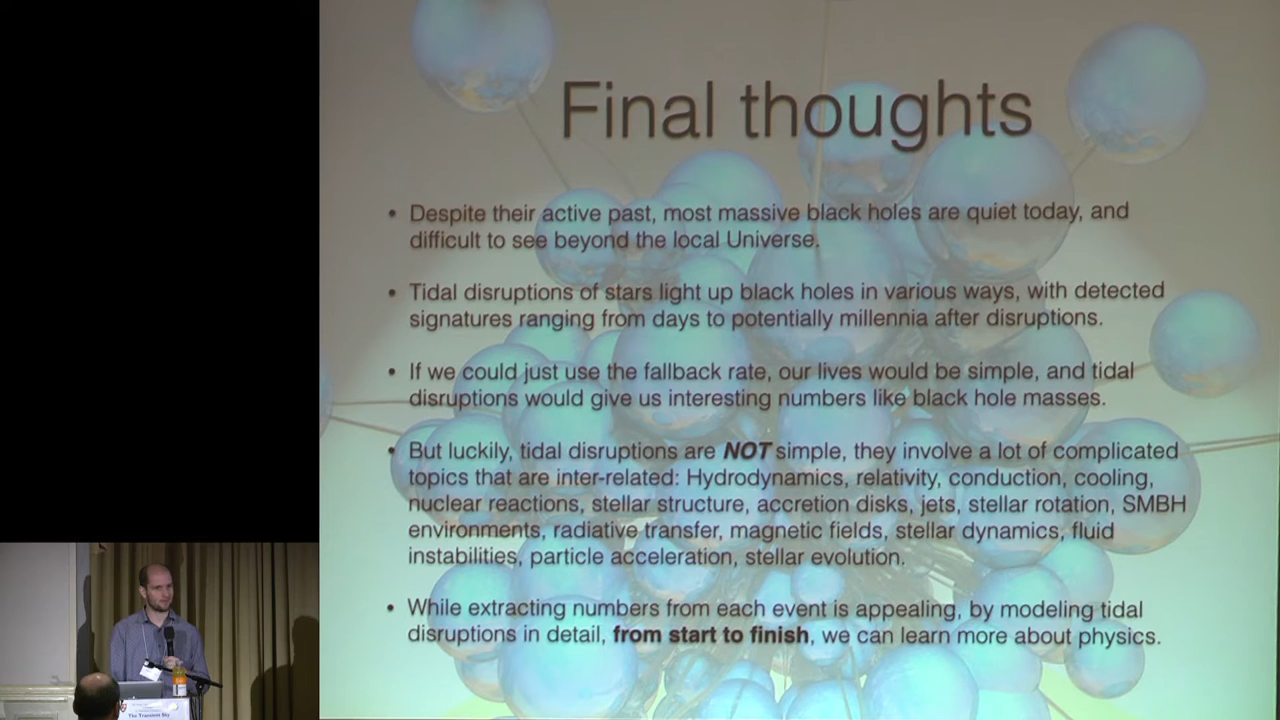 Final thoughts
• Despite their active past, most massive black holes are quiet today, and
difficult to see beyond the local Universe.
• Tidal disruptions of stars light up black holes in various ways, with detected
signatures ranging from days to potentially millennia after disruptions.
• If we could just use the fallback rate, our lives would be simple, and tidal
disruptions would give us interesting numbers like black hole masses.
• But luckily, tidal disruptions are NOT simple, they involve a lot of complicated
topics that are inter-related: Hydrodynamics, relativity, conduction, cooling,
nuclear reactions, stellar structure, accretion disks, jets, stellar rotation, SMBH
environments, radiative transfer, magnetic fields, stellar dynamics, fluid
instabilities, particle acceleration, stellar evolution.
• While extracting numbers from each event is appealing, by modeling tidal
disruptions in detail, from start to finish, we can learn more about physics.
The Transient Sky